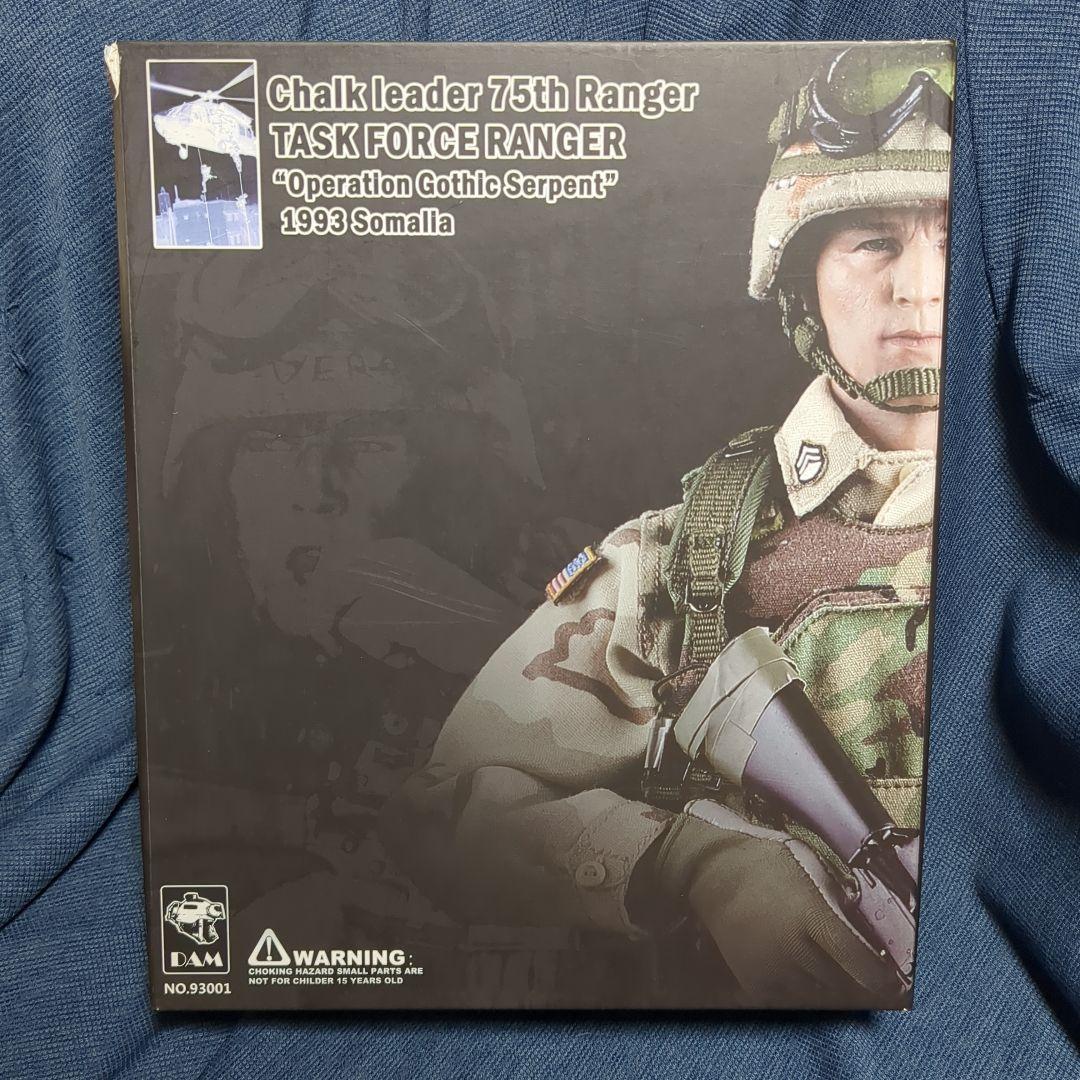 Chalk leader 75th Ranger
TASK FORCE RANGER
“Operation Gothic Serpent”
1993 Somalia
DAM
NO.93001
WARNING:
CHOKING HAZARD SMALL PARTS ARE
NOT FOR CHILDER 15 YEARS OLD